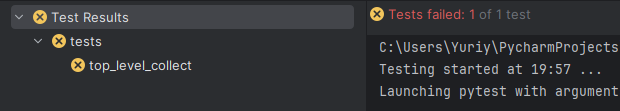 Test Results
tests
top_level_collect
Tests failed: 1 of 1 test
C:\Users\Yuriy\PycharmProjects
Testing started at 19:57 ...
Launching pytest with argument